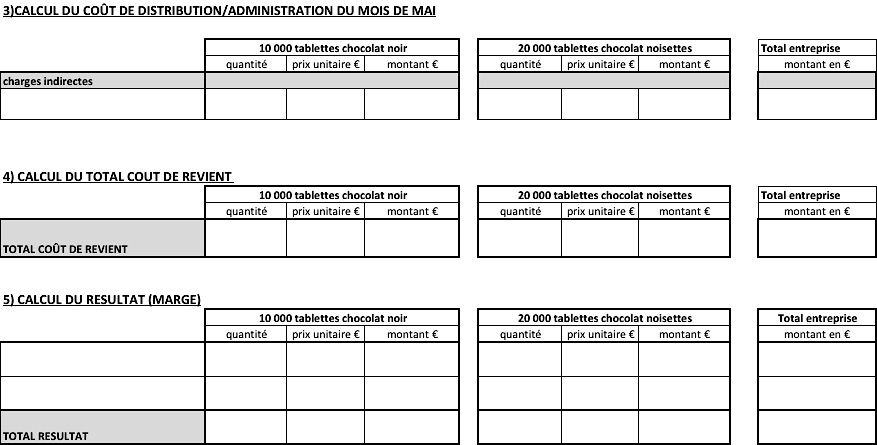 3)CALCUL DU COÛT DE DISTRIBUTION/ADMINISTRATION DU MOIS DE MAI
10 000 tablettes chocolat noir 20 000 tablettes chocolat noisettes Total entreprise
quantité prix unitaire € montant € quantité prix unitaire € montant € montant en €
charges indirectes
4) CALCUL DU TOTAL COUT DE REVIENT
10 000 tablettes chocolat noir 20 000 tablettes chocolat noisettes Total entreprise
quantité prix unitaire € montant € quantité prix unitaire € montant € montant en €
TOTAL COÛT DE REVIENT
5) CALCUL DU RESULTAT (MARGE)
10 000 tablettes chocolat noir 20 000 tablettes chocolat noisettes Total entreprise
quantité prix unitaire € montant € quantité prix unitaire € montant € montant en €
TOTAL RESULTAT